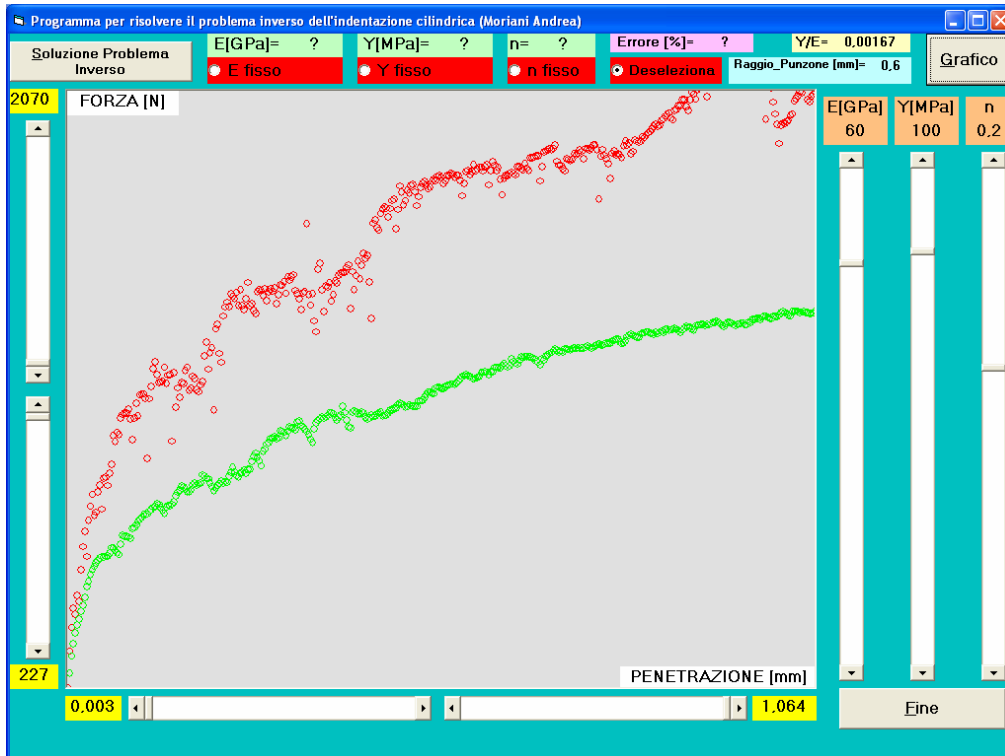 Programma per risolvere il problema inverso dell'indentazione cilindrica (Moriani Andrea)
Soluzione Problema
Inverso
E[GPa]= ?
Y[MPa]= ?
n= ?
Errore [%]= ?
Y/E= 0,00167
E fisso
Y fisso
n fisso
Deseleziona
Raggio_Punzone [mm]= 0,6
Grafico
2070
FORZA [N]
E[GPa]
60
Y[MPa]
100
n
0,2
227
PENETRAZIONE [mm]
0,003
1,064
Fine